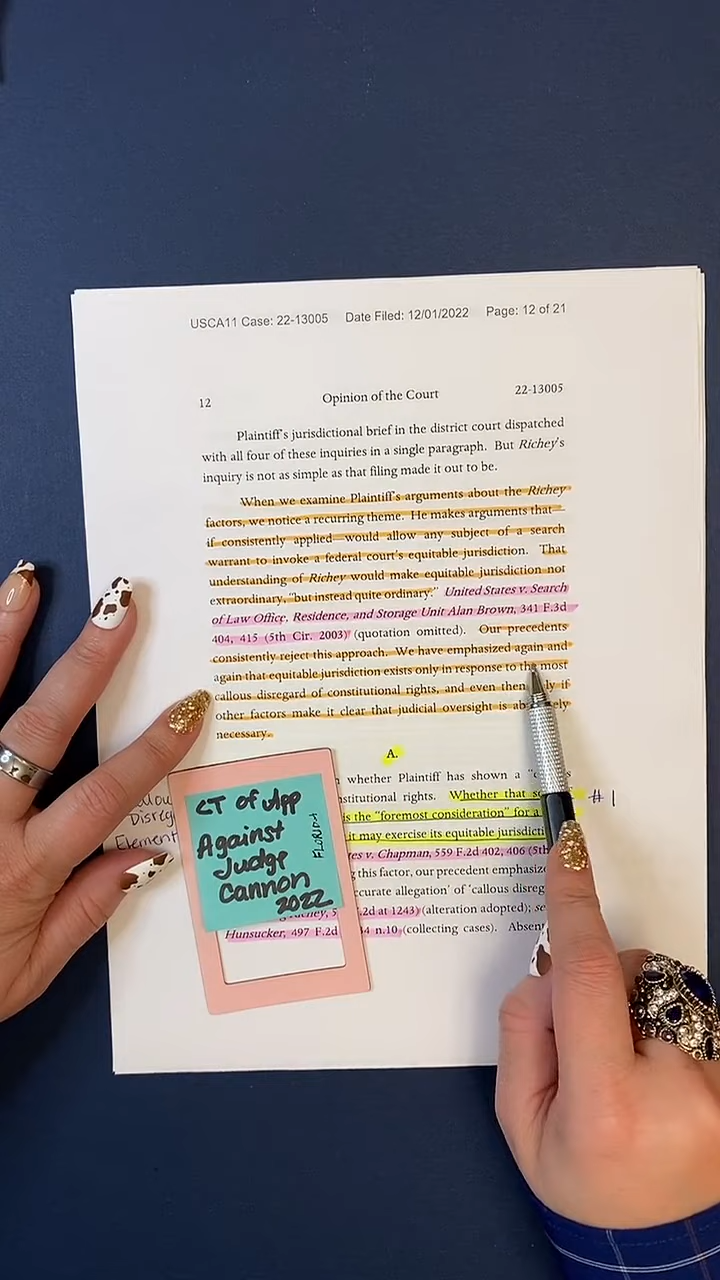 USCA11 Case: 22-13005 Date Filed: 12/01/2022 Page: 12 of 21
12 Opinion of the Court 22-13005
Plaintiff's jurisdictional brief in the district court dispatched
with all four of these inquiries in a single paragraph. But Richey's
inquiry is not as simple as that filing made it out to be.
When we examine Plaintiff's arguments about the Richey
factors, we notice a recurring theme. He makes arguments that—
if consistently applied—would allow any subject of a search
warrant to invoke a federal court's equitable jurisdiction. That
understanding of Richey would make equitable jurisdiction not
extraordinary, "but instead quite ordinary." United States v. Search
of Law Office, Residence, and Storage Unit Alan Brown, 341 F.3d
404, 415 (5th Cir. 2003) (quotation omitted). Our precedents
consistently reject this approach. We have emphasized again and
again that equitable jurisdiction exists only in response to the most
callous disregard of constitutional rights, and even then if
other factors make it clear that judicial oversight is
necessary.
A.
whether Plaintiff has shown a
rights. Whether that # 1
is the "foremost consideration" for a
it may exercise its equitable
v. Chapman, 559 F.2d 402, 406 (5th
this factor, our precedent
allegation' of 'callous
at 1243) (alteration adopted);
Hunsucker, 497 F.2d n.10 (collecting cases). Absent
Element
CT of App
Against
Judge
Cannon
2022
FLORIDA